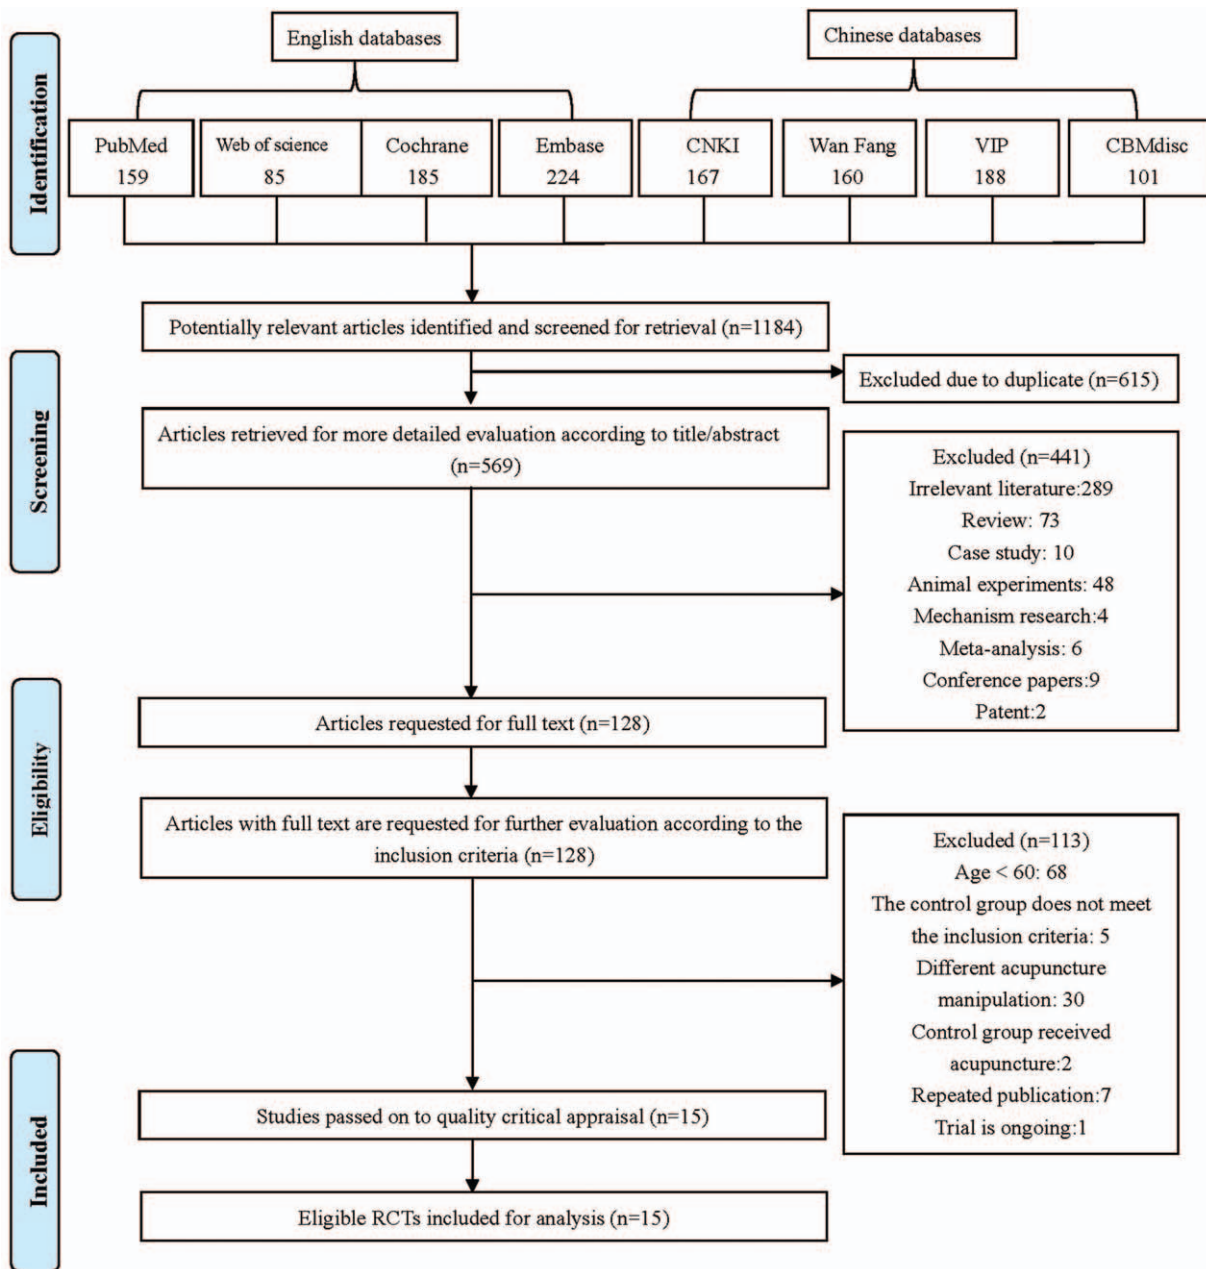 English databases
Chinese databases
Identification
PubMed
159
Web of science
85
Cochrane
185
Embase
224
CNKI
167
Wan Fang
160
VIP
188
CBMdisc
101
Potentially relevant articles identified and screened for retrieval (n=1184)
Screening
Excluded due to duplicate (n=615)
Articles retrieved for more detailed evaluation according to title/abstract
(n=569)
Excluded (n=441)
Irrelevant literature:289
Review: 73
Case study: 10
Animal experiments: 48
Mechanism research:4
Meta-analysis: 6
Conference papers:9
Patent:2
Eligibility
Articles requested for full text (n=128)
Articles with full text are requested for further evaluation according to the
inclusion criteria (n=128)
Excluded (n=113)
Age < 60: 68
The control group does not meet
the inclusion criteria: 5
Different acupuncture
manipulation: 30
Control group received
acupuncture:2
Repeated publication:7
Trial is ongoing:1
Included
Studies passed on to quality critical appraisal (n=15)
Eligible RCTs included for analysis (n=15)